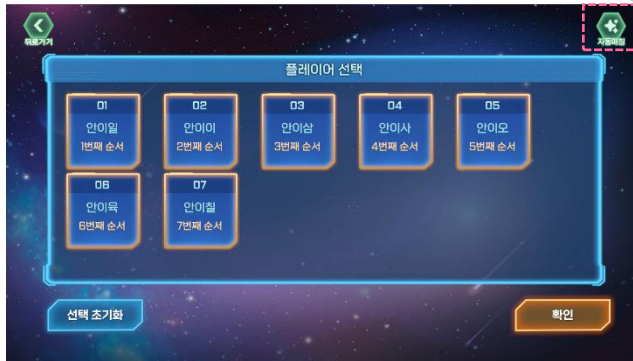 뒤로가기
자동매칭
플레이어 선택
01
안이일
1번째 순서
02
안이이
2번째 순서
03
안이삼
3번째 순서
04
안이사
4번째 순서
05
안이오
5번째 순서
06
안이육
6번째 순서
07
안이칠
7번째 순서
선택 초기화
확인